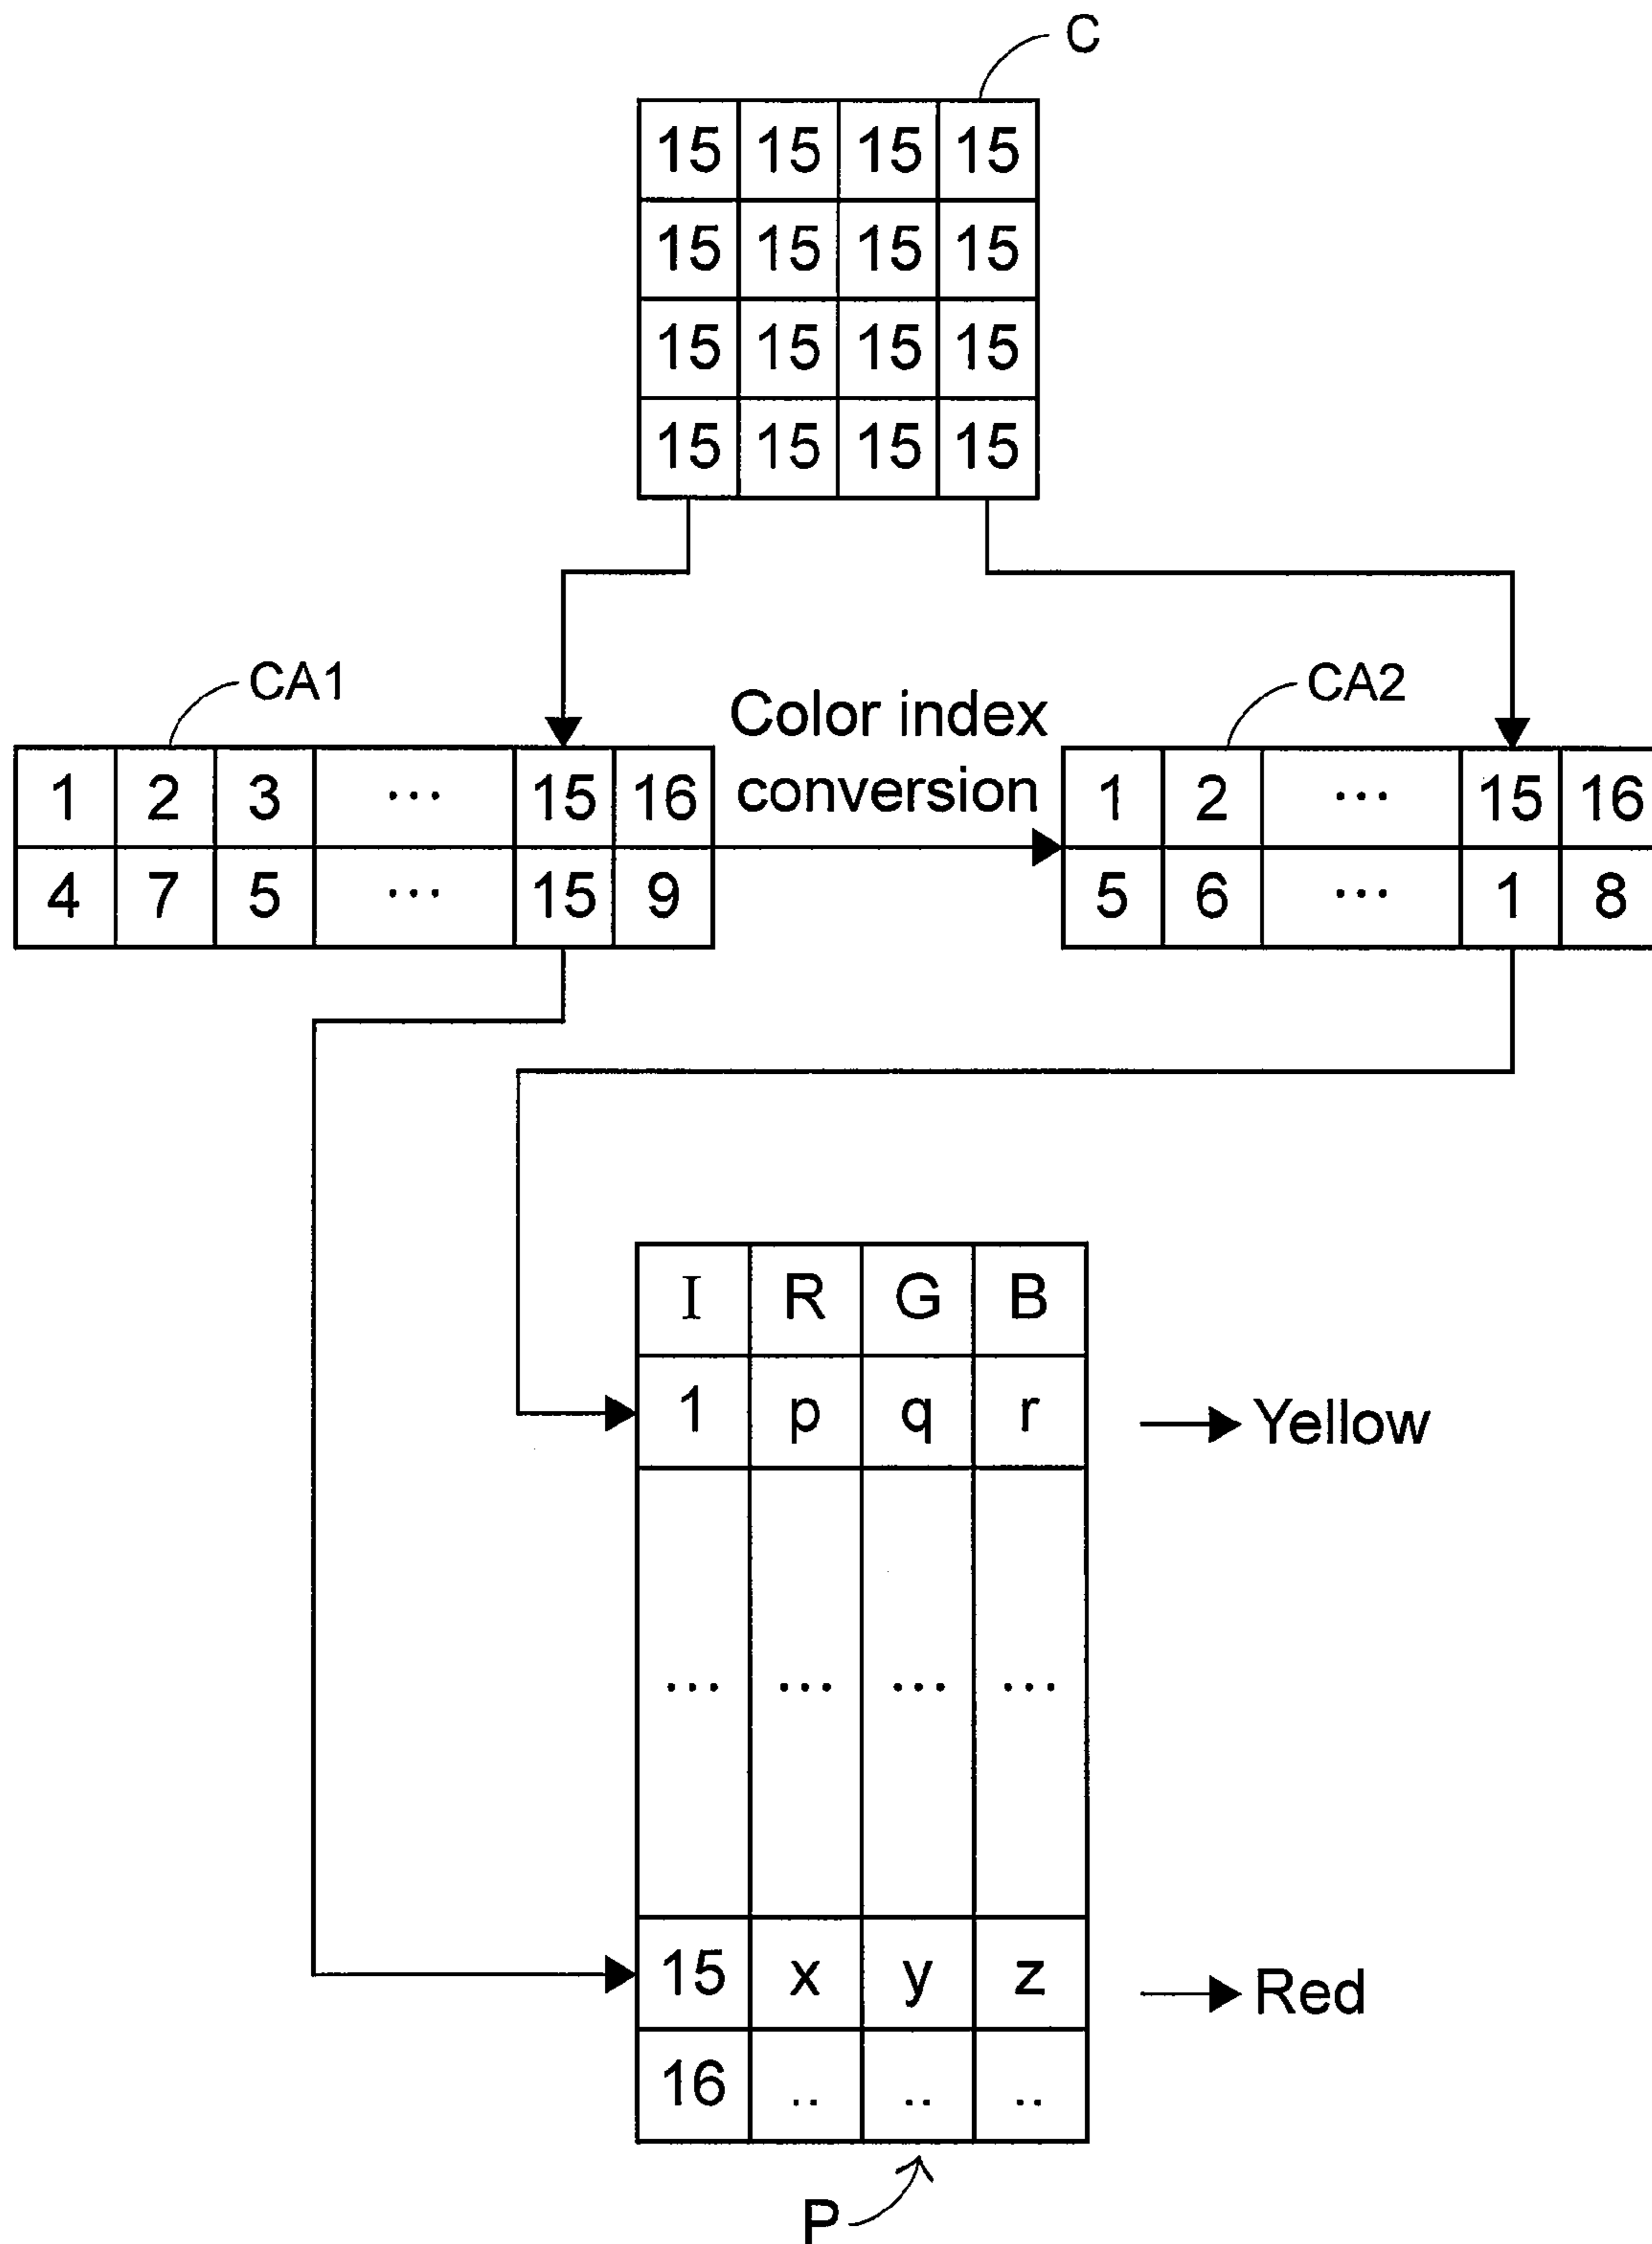 C
15 15 15 15
15 15 15 15
15 15 15 15
15 15 15 15
CA1
Color index
conversion
CA2
1 2 3 ... 15 16
4 7 5 ... 15 9
1 2 ... 15 16
5 6 ... 1 8
I R G B
1 p q r
Yellow
... ... ... ...
15 x y z
Red
16 .. .. ..
P